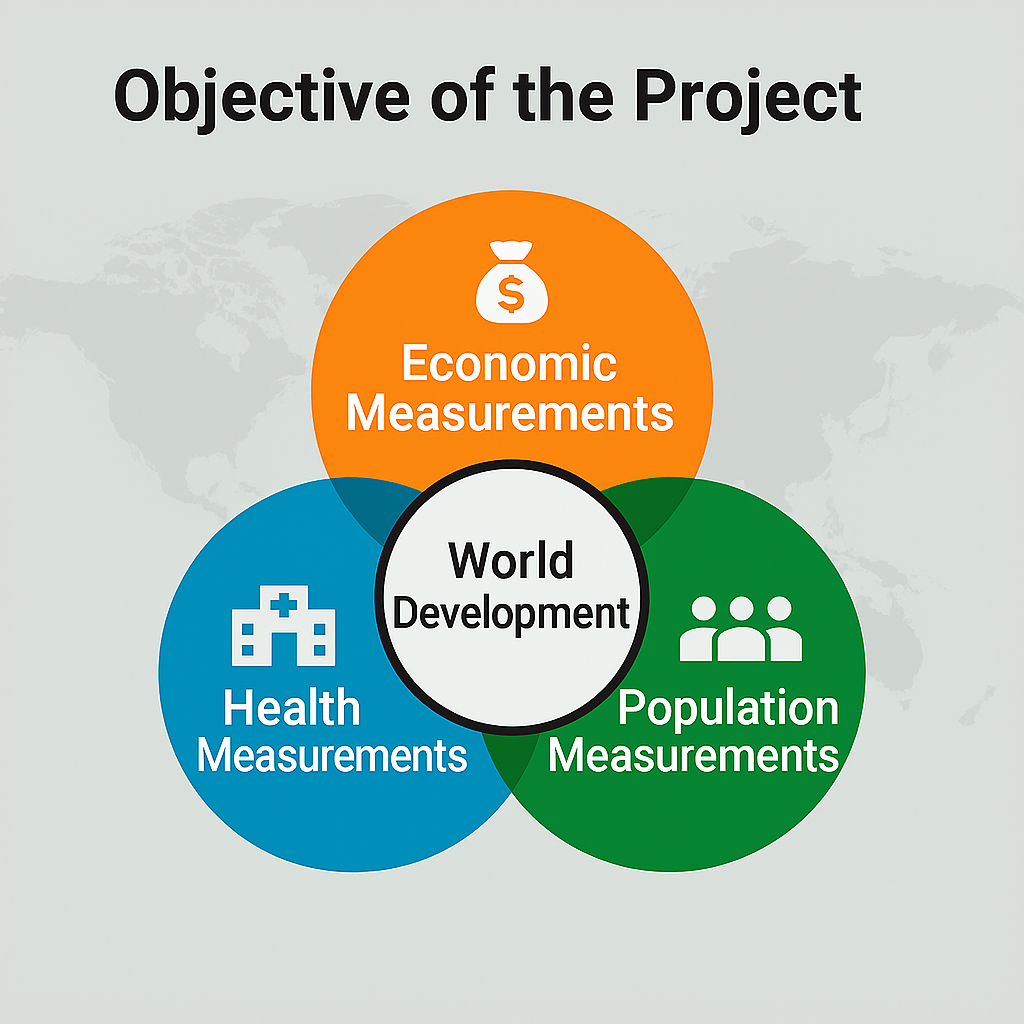 Objective of the Project
$
Economic
Measurements
World
Development
Health
Measurements
Population
Measurements